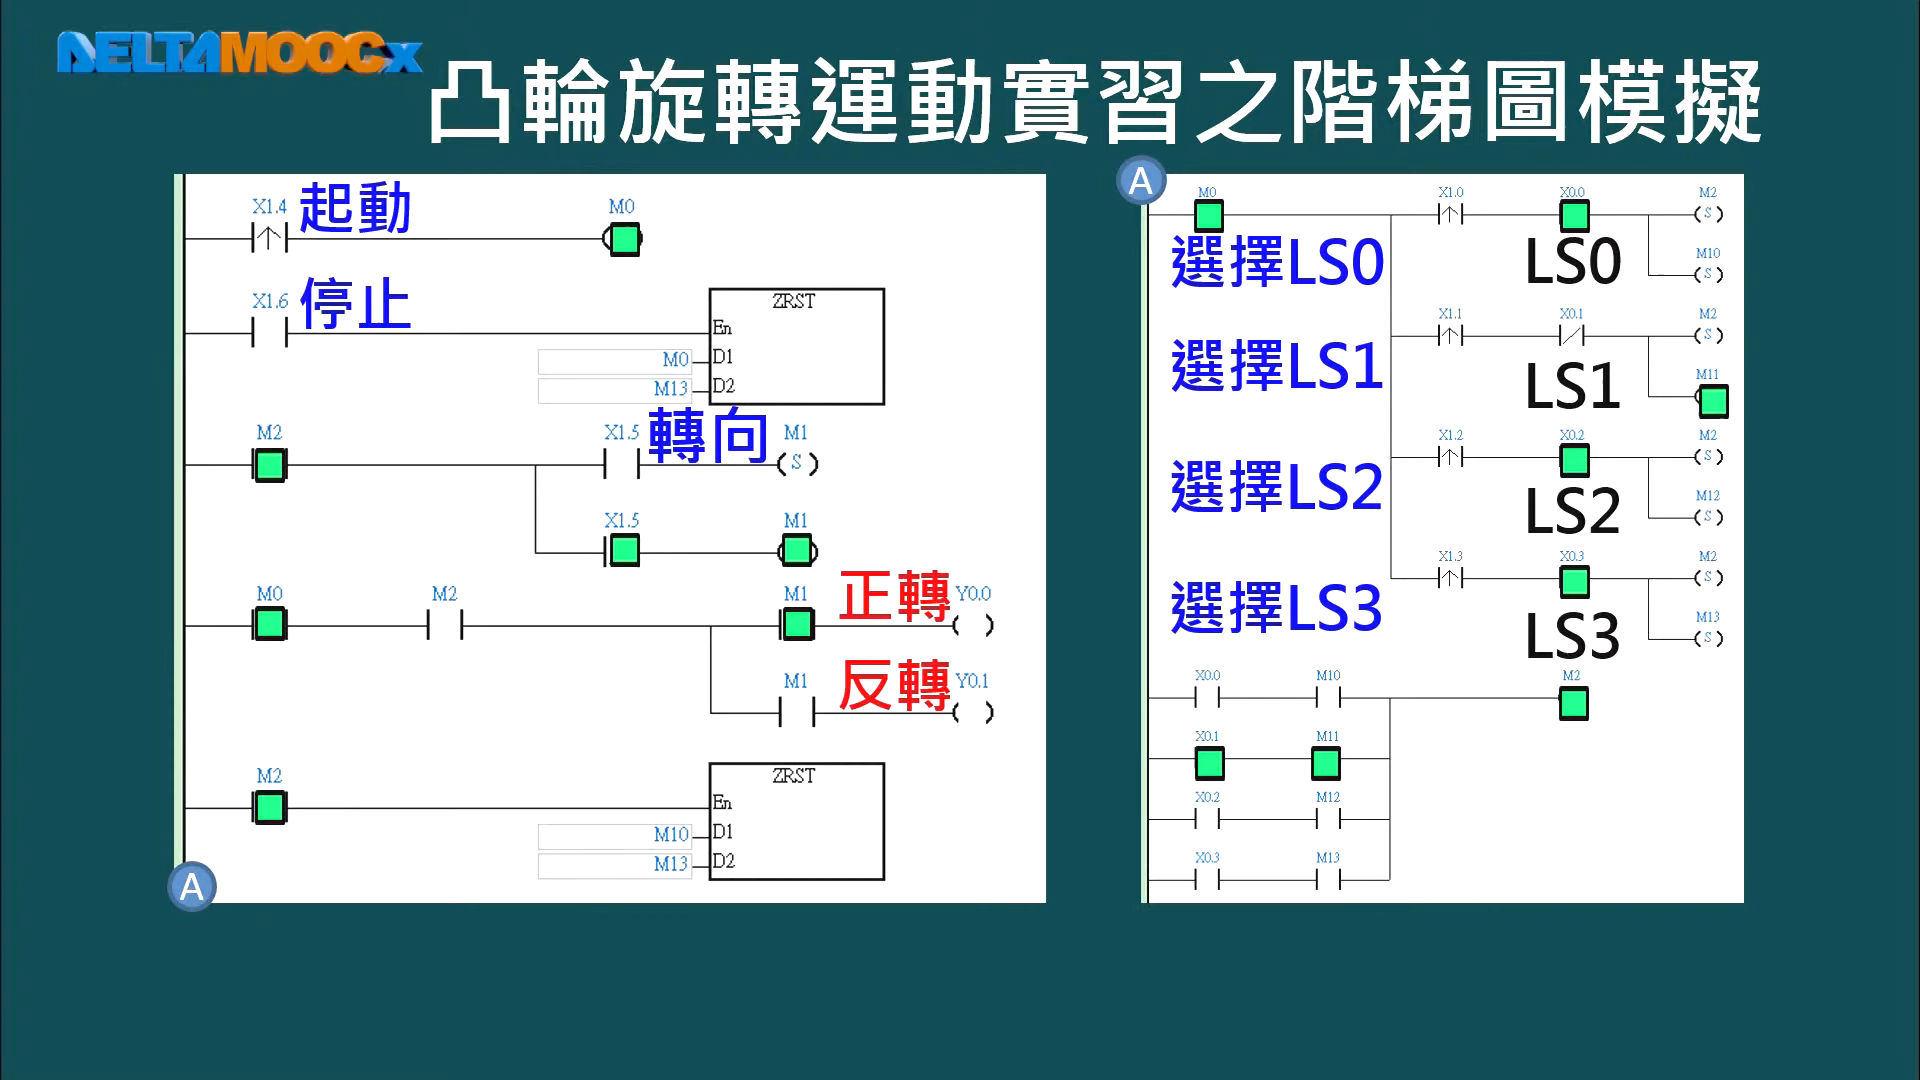 DELTAMOOCx
凸輪旋轉運動實習之階梯圖模擬
X1.4 起動 M0
X1.6 停止
ZRST
En
M0 D1
M13 D2
M2 X1.5 轉向 M1
S
X1.5 M1
M0 M2 M1 正轉 Y0.0
M1 反轉 Y0.1
M2 ZRST
En
M10 D1
M13 D2
A
A
M0 X1.0 X0.0 M2
S
選擇LS0 LS0 M10
S
X1.1 X0.1 M2
S
選擇LS1 LS1 M11
X1.2 X0.2 M2
S
選擇LS2 LS2 M12
S
X1.3 X0.3 M2
S
選擇LS3 LS3 M13
S
X0.0 M10 M2
X0.1 M11
X0.2 M12
X0.3 M13